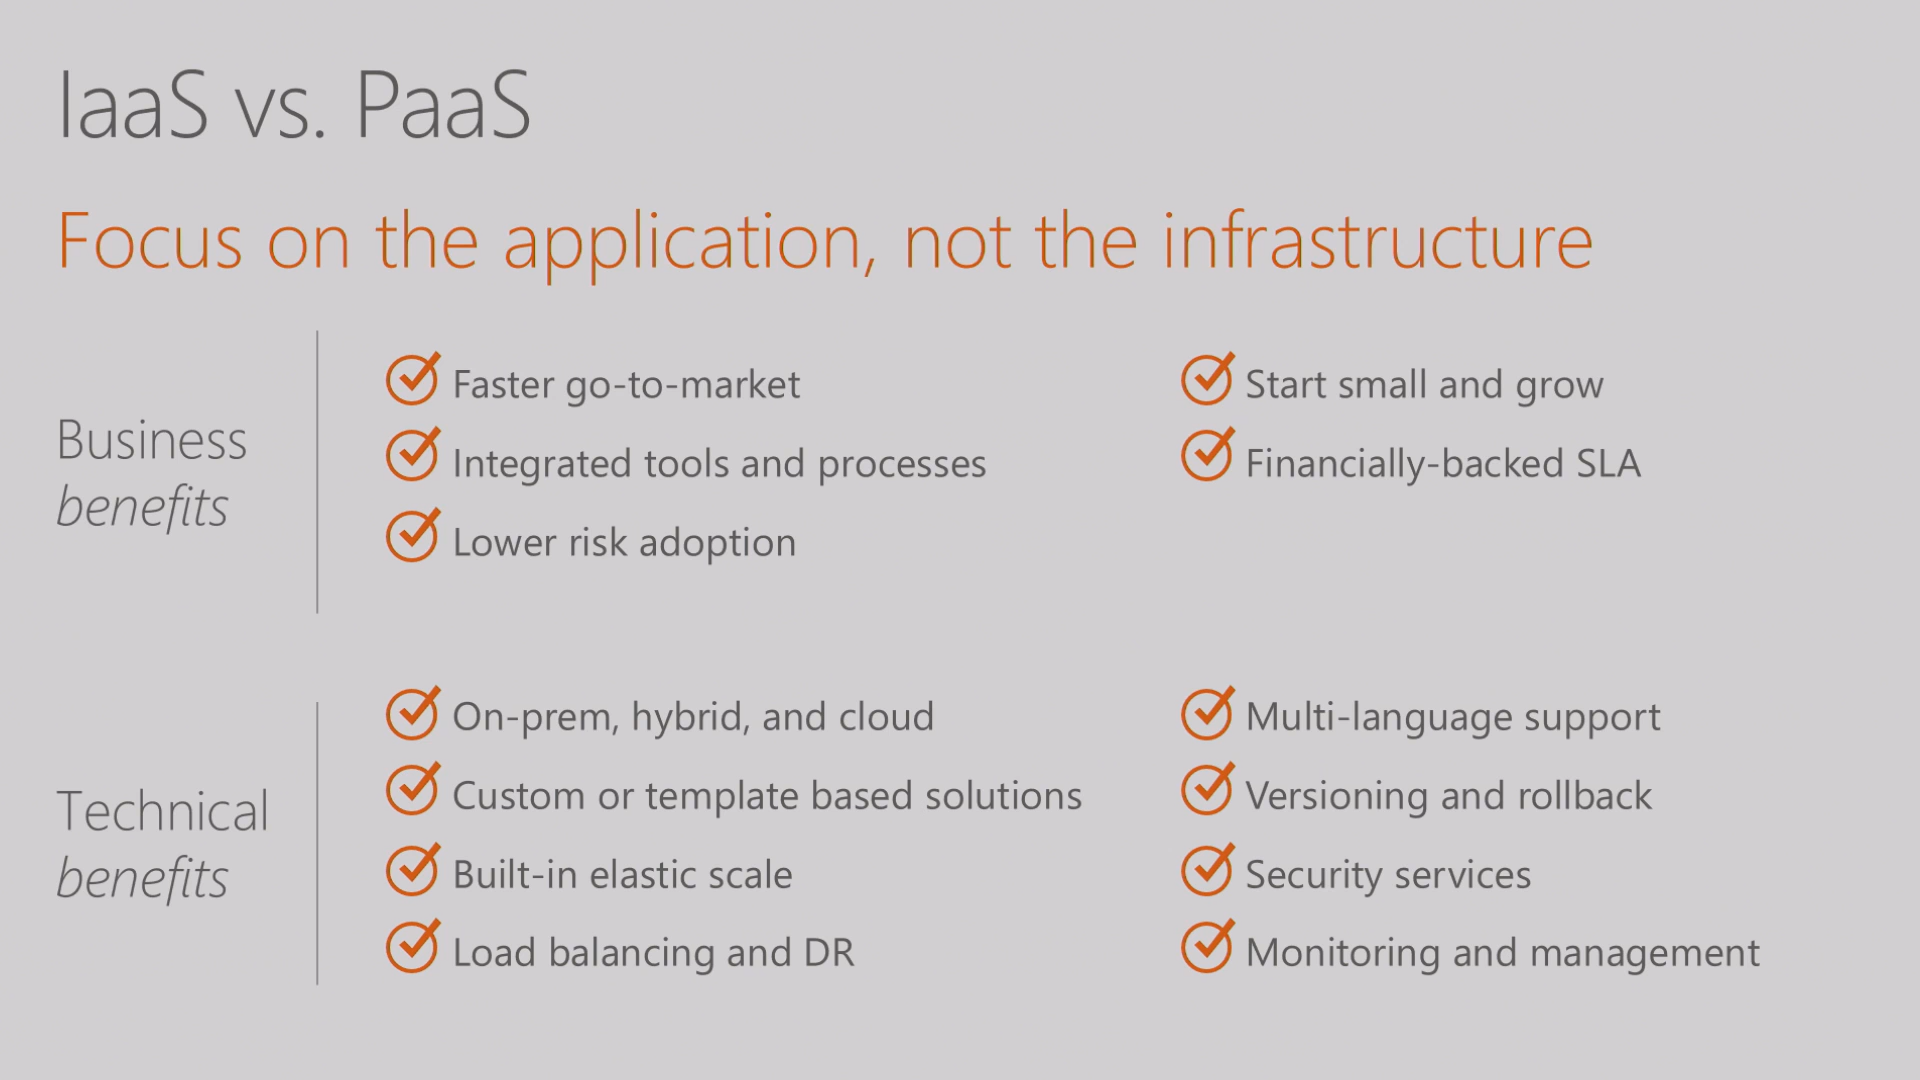 IaaS vs. PaaS
Focus on the application, not the infrastructure
Business
benefits
Faster go-to-market
Integrated tools and processes
Lower risk adoption
Start small and grow
Financially-backed SLA
Technical
benefits
On-prem, hybrid, and cloud
Custom or template based solutions
Built-in elastic scale
Load balancing and DR
Multi-language support
Versioning and rollback
Security services
Monitoring and management